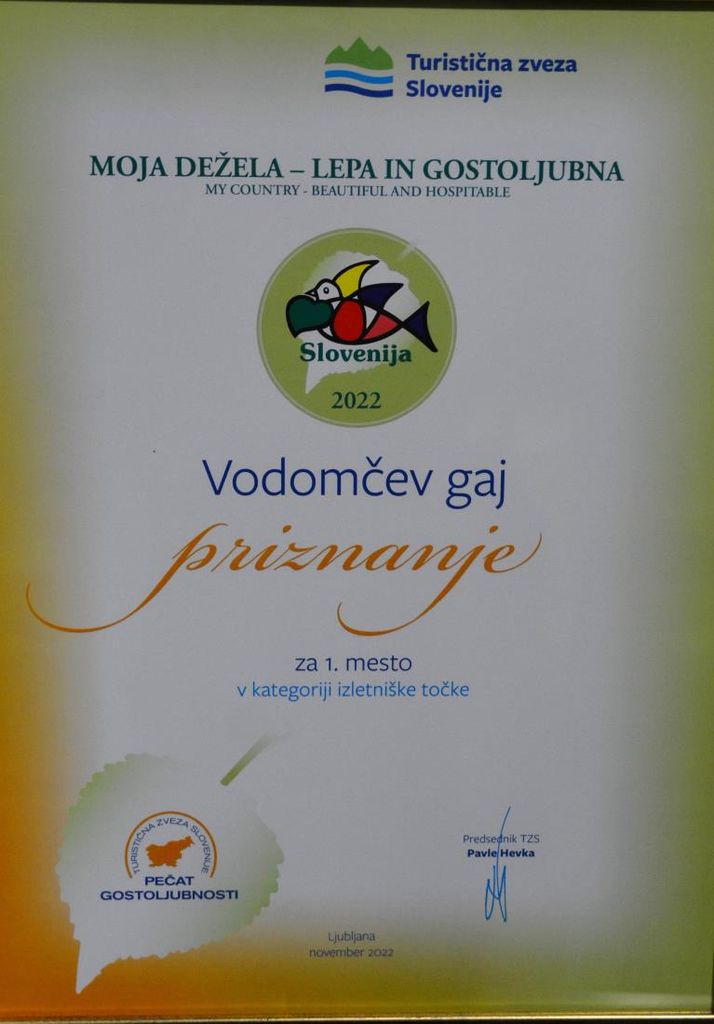 Turistična zveza
Slovenije
MOJA DEŽELA – LEPA IN GOSTOLJUBNA
MY COUNTRY - BEAUTIFUL AND HOSPITABLE
Slovenija
2022
Vodomčev gaj
priznanje
za 1. mesto
v kategoriji izletniške točke
TURISTIČNA ZVEZA SLOVENIJE
PEČAT
GOSTOLJUBNOSTI
Predsednik TZS
Pavle Hevka
Ljubljana
november 2022